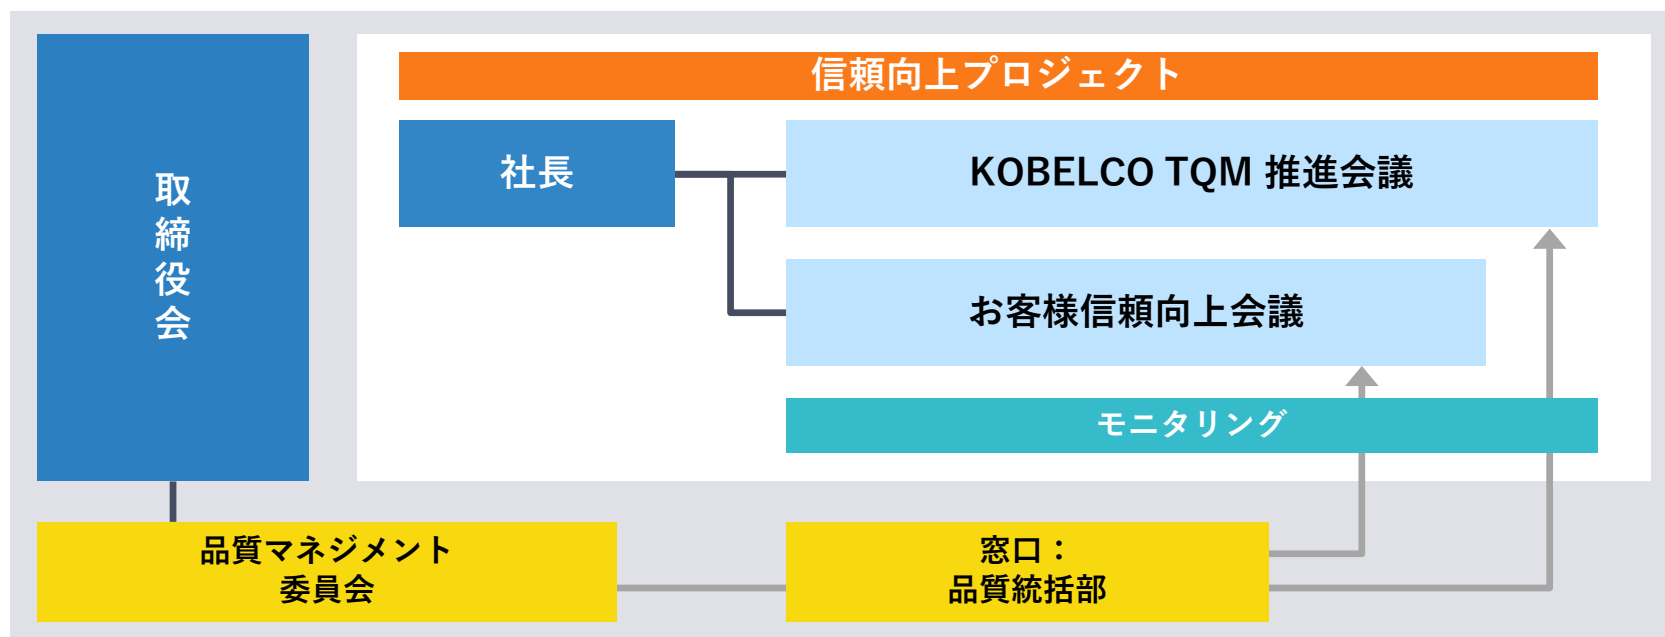 取締役会
信頼向上プロジェクト
社長
KOBELCO TQM 推進会議
お客様信頼向上会議
モニタリング
品質マネジメント
委員会
窓口：
品質統括部